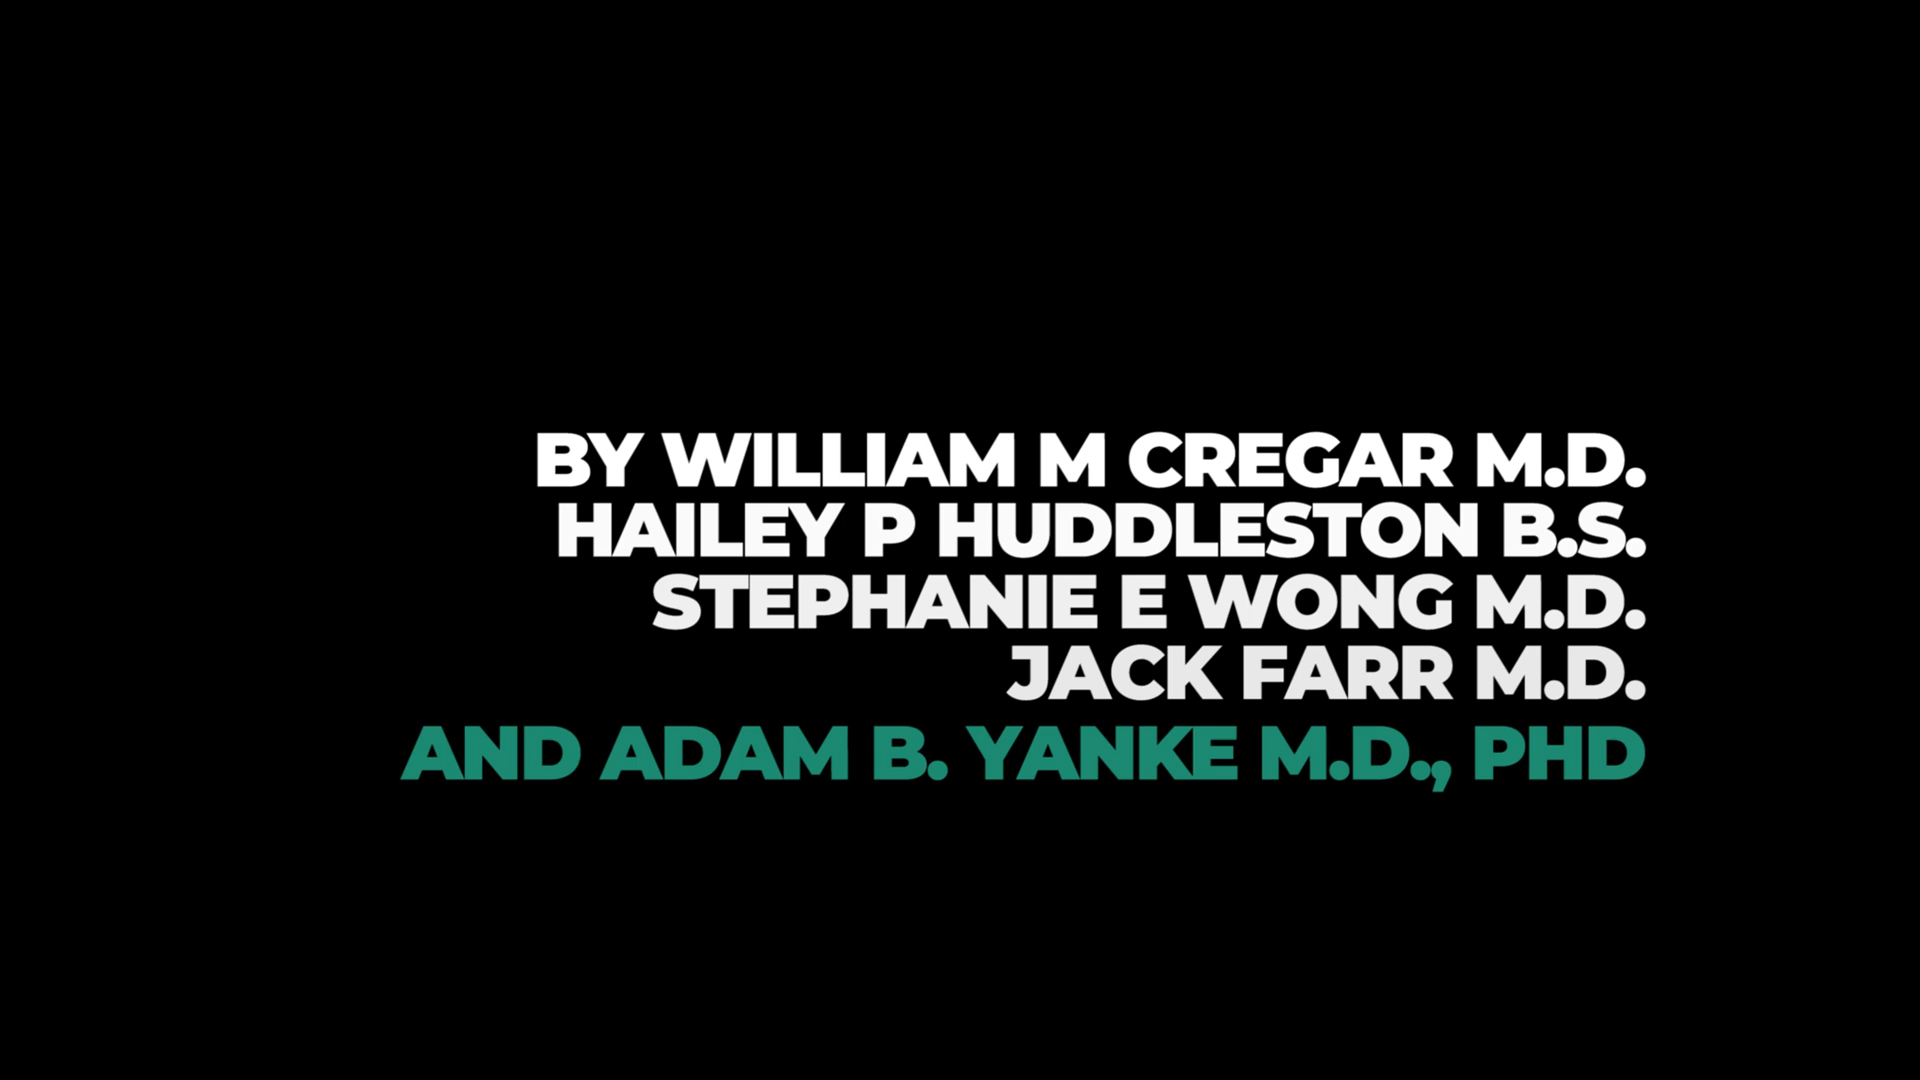 BY WILLIAM M CREGAR M.D.
HAILEY P HUDDLESTON B.S.
STEPHANIE E WONG M.D.
JACK FARR M.D.
AND ADAM B. YANKE M.D., PHD